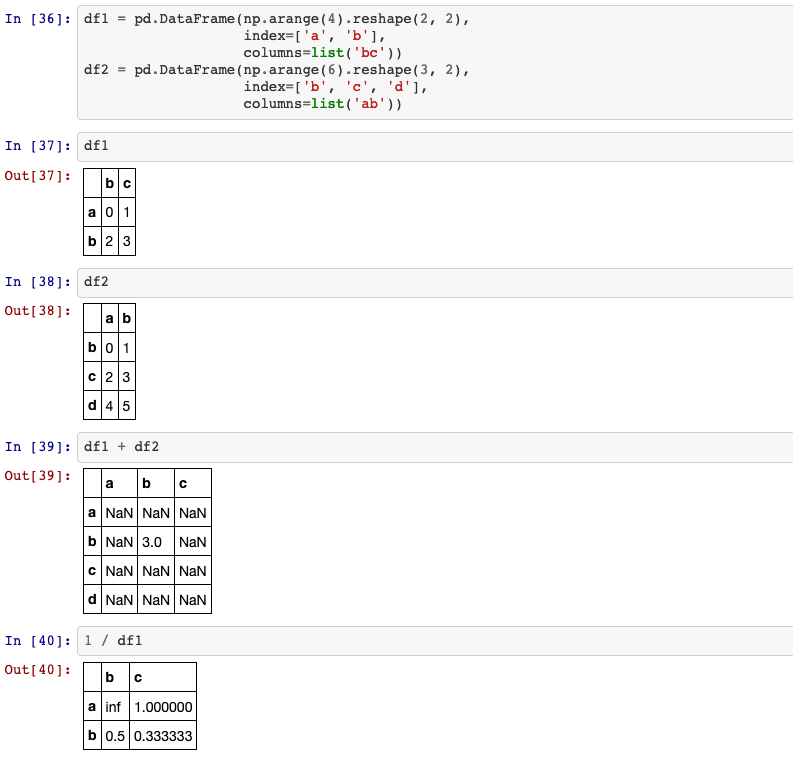 In [36]: df1 = pd.DataFrame(np.arange(4).reshape(2, 2),
index=['a', 'b'],
columns=list('bc'))
df2 = pd.DataFrame(np.arange(6).reshape(3, 2),
index=['b', 'c', 'd'],
columns=list('ab'))
In [37]: df1
Out[37]:
b c
a 0 1
b 2 3
In [38]: df2
Out[38]:
a b
b 0 1
c 2 3
d 4 5
In [39]: df1 + df2
Out[39]:
a b c
a NaN NaN NaN
b NaN 3.0 NaN
c NaN NaN NaN
d NaN NaN NaN
In [40]: 1 / df1
Out[40]:
b c
a inf 1.000000
b 0.5 0.333333